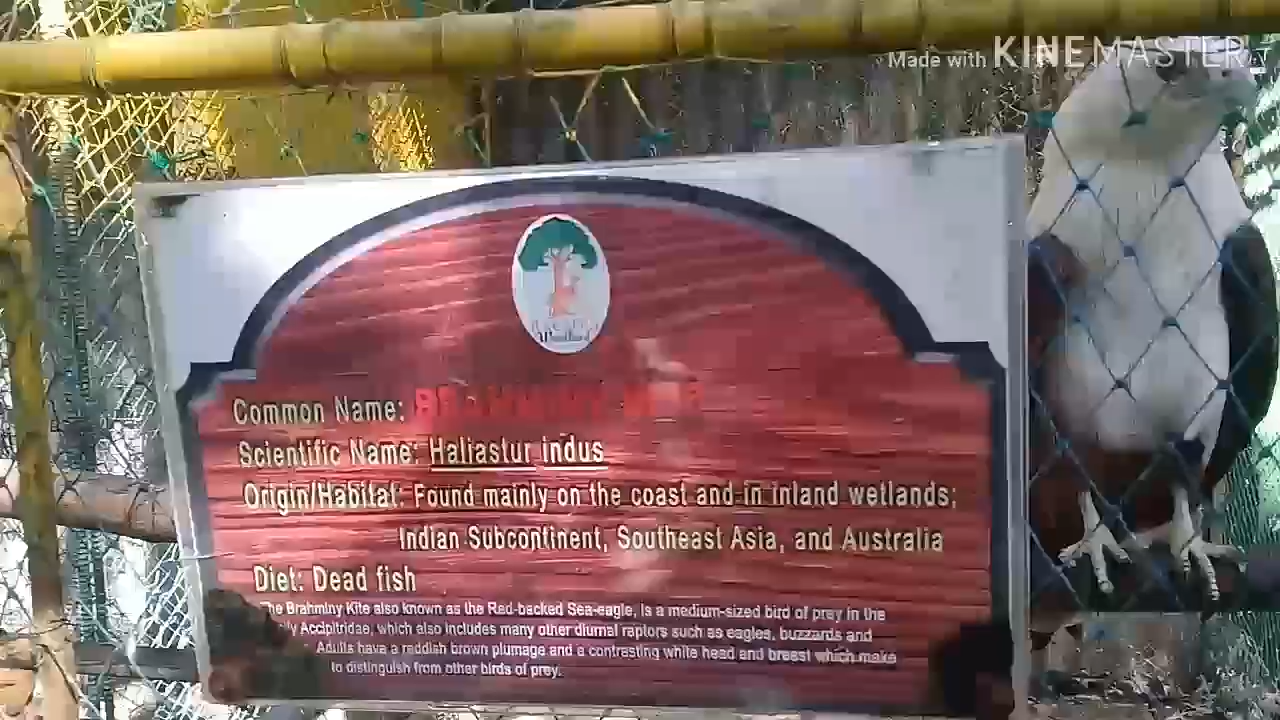 Made with KINEMASTER
Woodland
Common Name: BRAHMINY
Scientific Name: Haliastur indus
Origin/Habitat: Found mainly on the coast and in inland wetlands;
Indian Subcontinent, Southeast Asia, and Australia
Diet: Dead fish
The Brahminy Kite also known as the Red-backed Sea-eagle, is a medium-sized bird of prey in the
Accipitridae, which also includes many other diurnal raptors such as eagles, buzzards and
Adults have a reddish brown plumage and a contrasting white head and breast which make
to distinguish from other birds of prey.